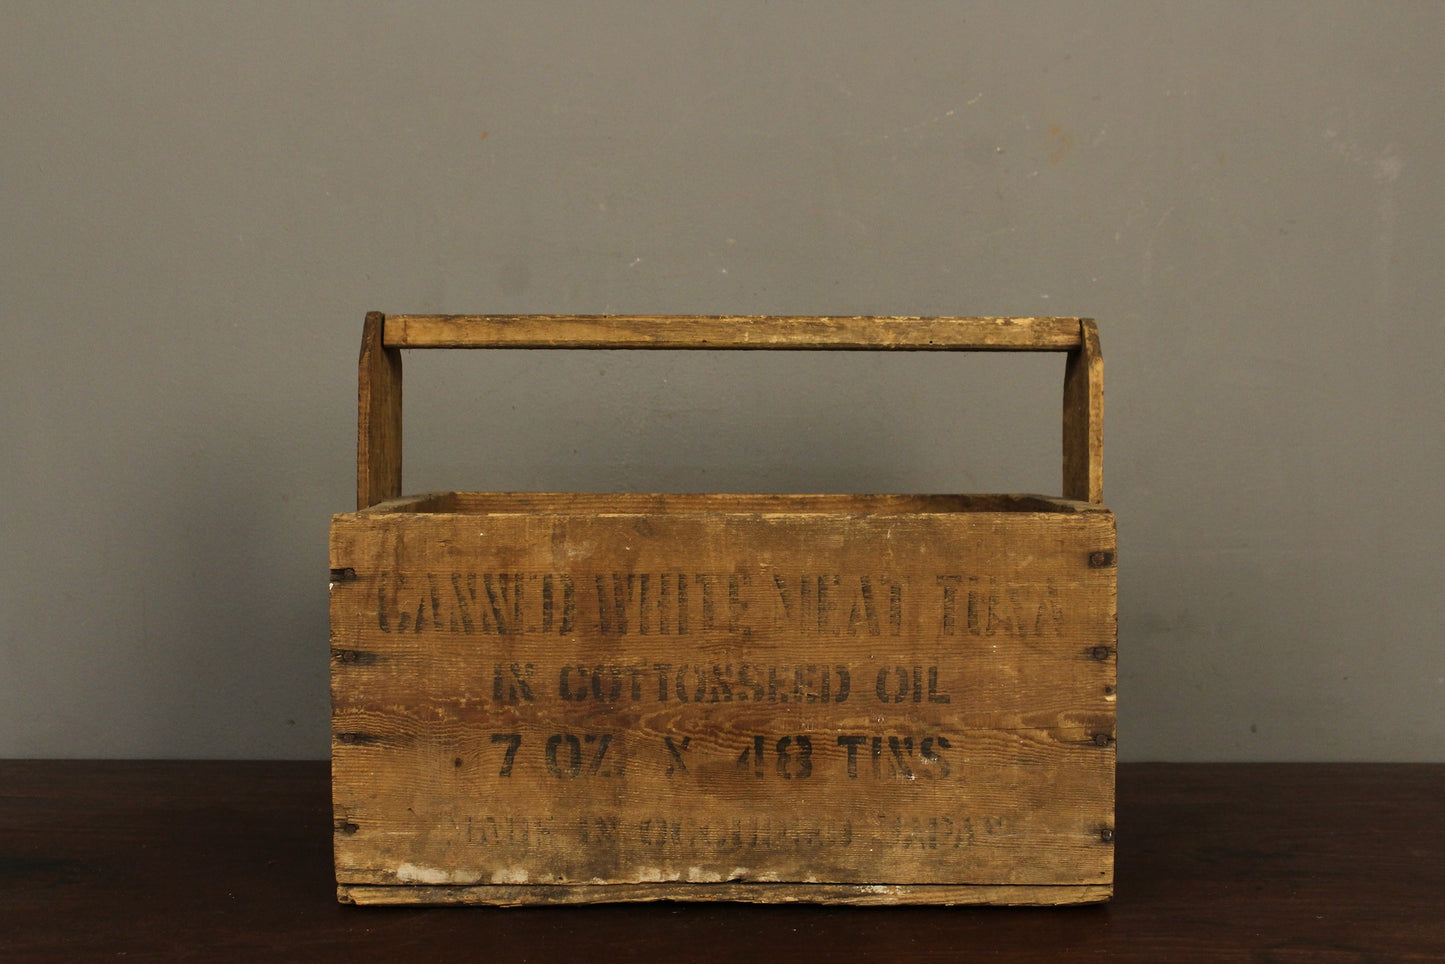 CANNED WHITE MEAT TUNA
IN COTTONSEED OIL
7 OZ. X 48 TINS
MADE IN OCCUPIED JAPAN